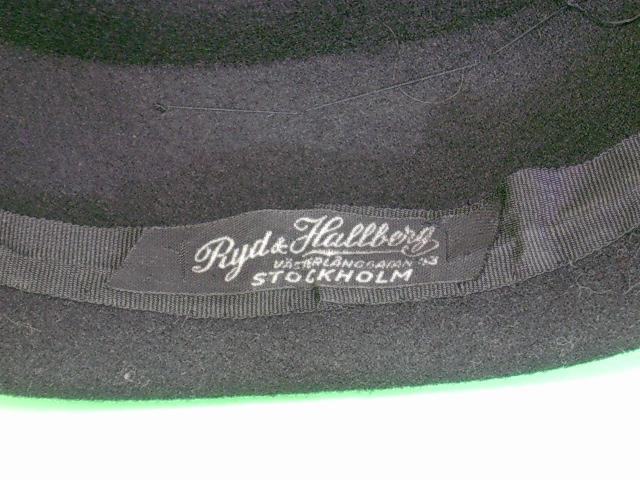 Ryd & Hallberg
VÄSTERLÅNGGATAN 43
STOCKHOLM